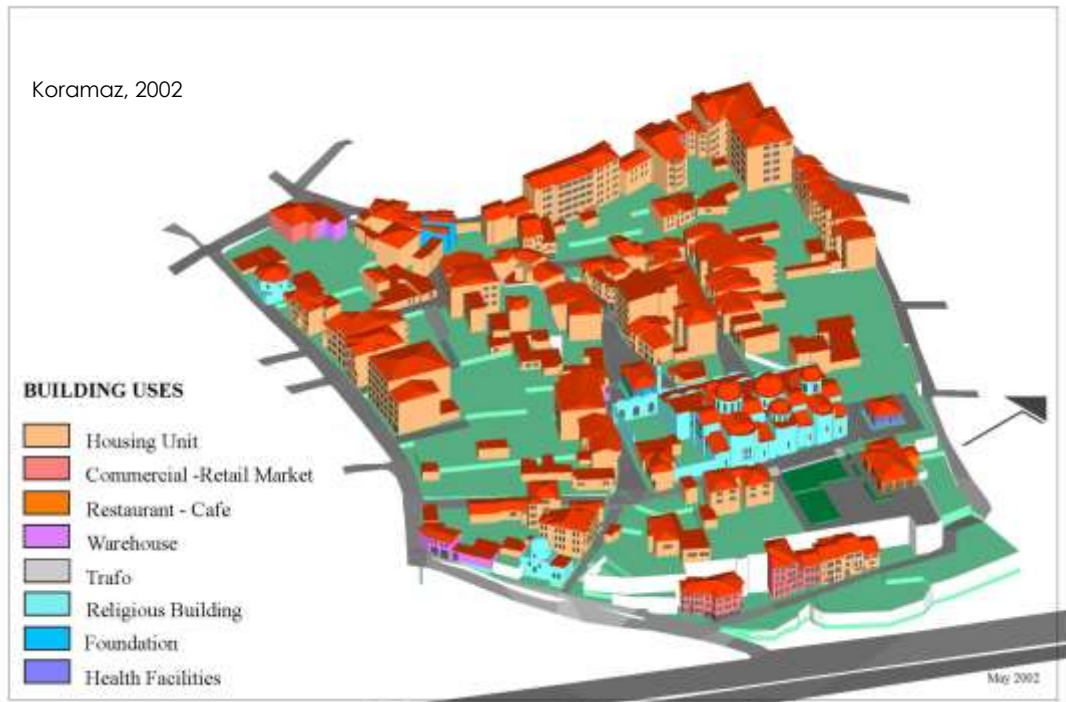 Koramaz, 2002
BUILDING USES
Housing Unit
Commercial -Retail Market
Restaurant - Cafe
Warehouse
Trafo
Religious Building
Foundation
Health Facilities
May 2002